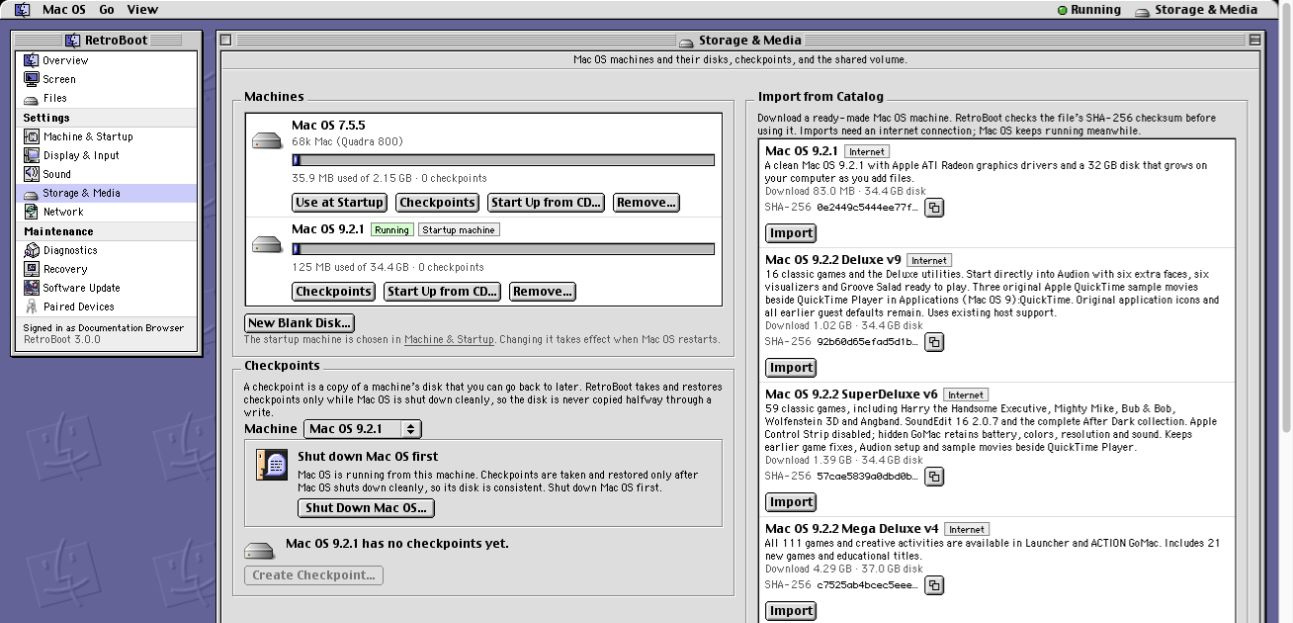 Mac OS Go View
Running Storage & Media
RetroBoot
Overview
Screen
Files
Settings
Machine & Startup
Display & Input
Sound
Storage & Media
Network
Maintenance
Diagnostics
Recovery
Software Update
Paired Devices
Signed in as Documentation Browser
RetroBoot 3.0.0
Storage & Media
Mac OS machines and their disks, checkpoints, and the shared volume.
Machines
Mac OS 7.5.5
68k Mac (Quadra 800)
35.9 MB used of 2.15 GB · 0 checkpoints
Use at Startup Checkpoints Start Up from CD... Remove...
Mac OS 9.2.1 Running Startup machine
125 MB used of 34.4 GB · 0 checkpoints
Checkpoints Start Up from CD... Remove...
New Blank Disk...
The startup machine is chosen in Machine & Startup. Changing it takes effect when Mac OS restarts.
Checkpoints
A checkpoint is a copy of a machine's disk that you can go back to later. RetroBoot takes and restores
checkpoints only while Mac OS is shut down cleanly, so the disk is never copied halfway through a
write.
Machine Mac OS 9.2.1
Shut down Mac OS first
Mac OS is running from this machine. Checkpoints are taken and restored only after
Mac OS shuts down cleanly, so its disk is consistent. Shut down Mac OS first.
Shut Down Mac OS...
Mac OS 9.2.1 has no checkpoints yet.
Create Checkpoint...
Import from Catalog
Download a ready-made Mac OS machine. RetroBoot checks the file's SHA-256 checksum before
using it. Imports need an internet connection; Mac OS keeps running meanwhile.
Mac OS 9.2.1 Internet
A clean Mac OS 9.2.1 with Apple ATI Radeon graphics drivers and a 32 GB disk that grows on
your computer as you add files.
Download 83.0 MB · 34.4 GB disk
SHA-256 0e2449c5444ee77f…
Import
Mac OS 9.2.2 Deluxe v9 Internet
16 classic games and the Deluxe utilities. Start directly into Audion with six extra faces, six
visualizers and Groove Salad ready to play. Three original Apple QuickTime sample movies
beside QuickTime Player in Applications (Mac OS 9):QuickTime. Original application icons and
all earlier guest defaults remain. Uses existing host support.
Download 1.02 GB · 34.4 GB disk
SHA-256 92b60d65efad5d1b…
Import
Mac OS 9.2.2 SuperDeluxe v6 Internet
59 classic games, including Harry the Handsome Executive, Mighty Mike, Bub & Bob,
Wolfenstein 3D and Angband. SoundEdit 16 2.0.7 and the complete After Dark collection. Apple
Control Strip disabled; hidden GoMac retains battery, colors, resolution and sound. Keeps
earlier game fixes, Audion setup and sample movies beside QuickTime Player.
Download 1.39 GB · 34.4 GB disk
SHA-256 57cae5839a0dbd0b…
Import
Mac OS 9.2.2 Mega Deluxe v4 Internet
All 111 games and creative activities are available in Launcher and ACTION GoMac. Includes 21
new games and educational titles.
Download 4.29 GB · 37.0 GB disk
SHA-256 c7525ab4bcec5eee…
Import